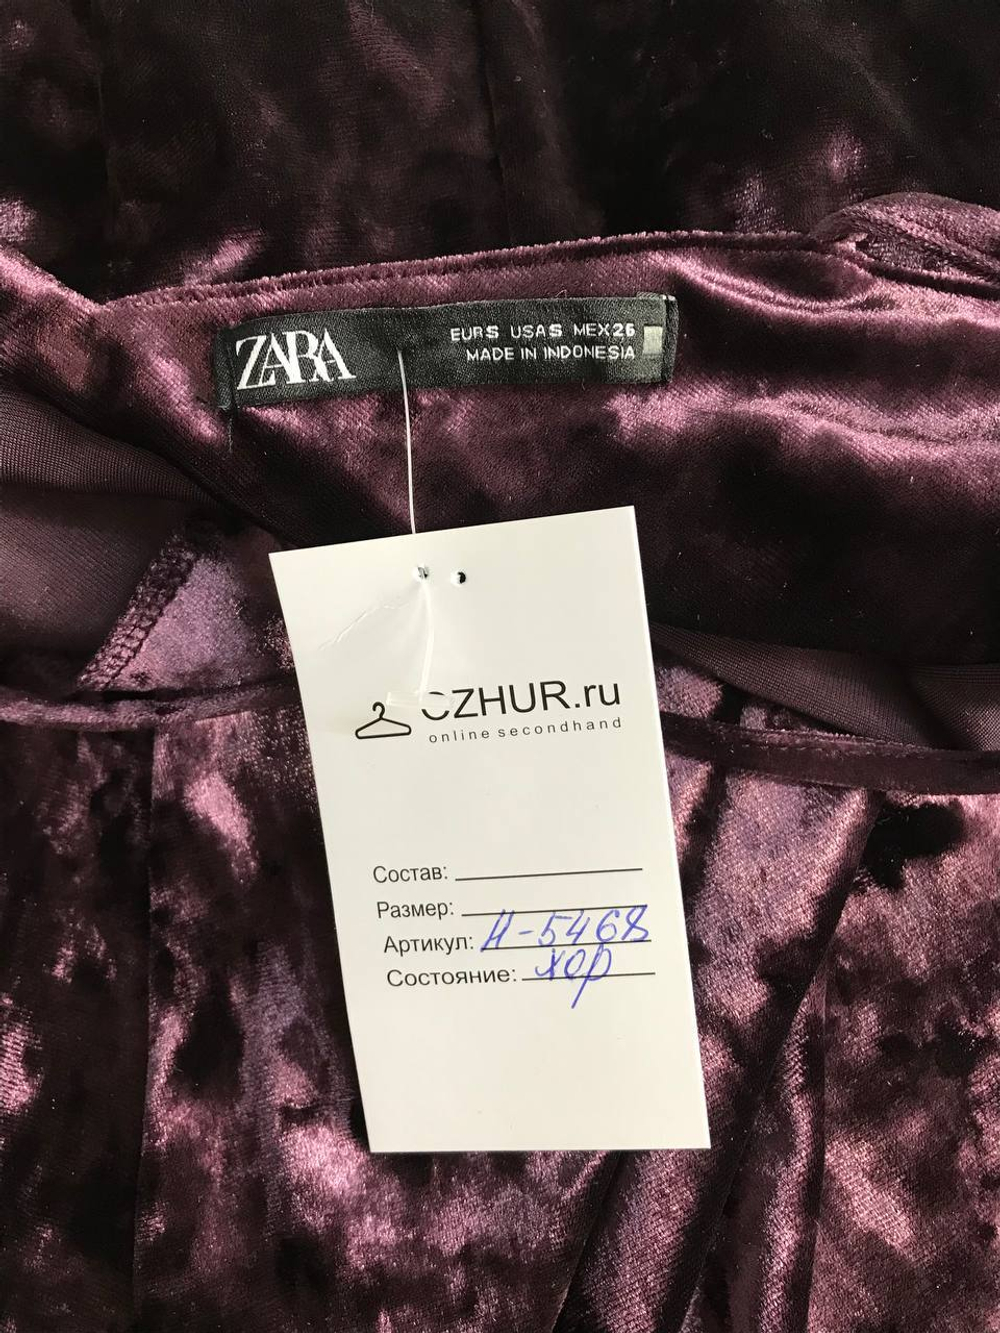 ZARA
EUR S USA S MEX 26
MADE IN INDONESIA
CZHUR.ru
online secondhand
Состав:
Размер:
Артикул: Н-5468
Состояние: хор